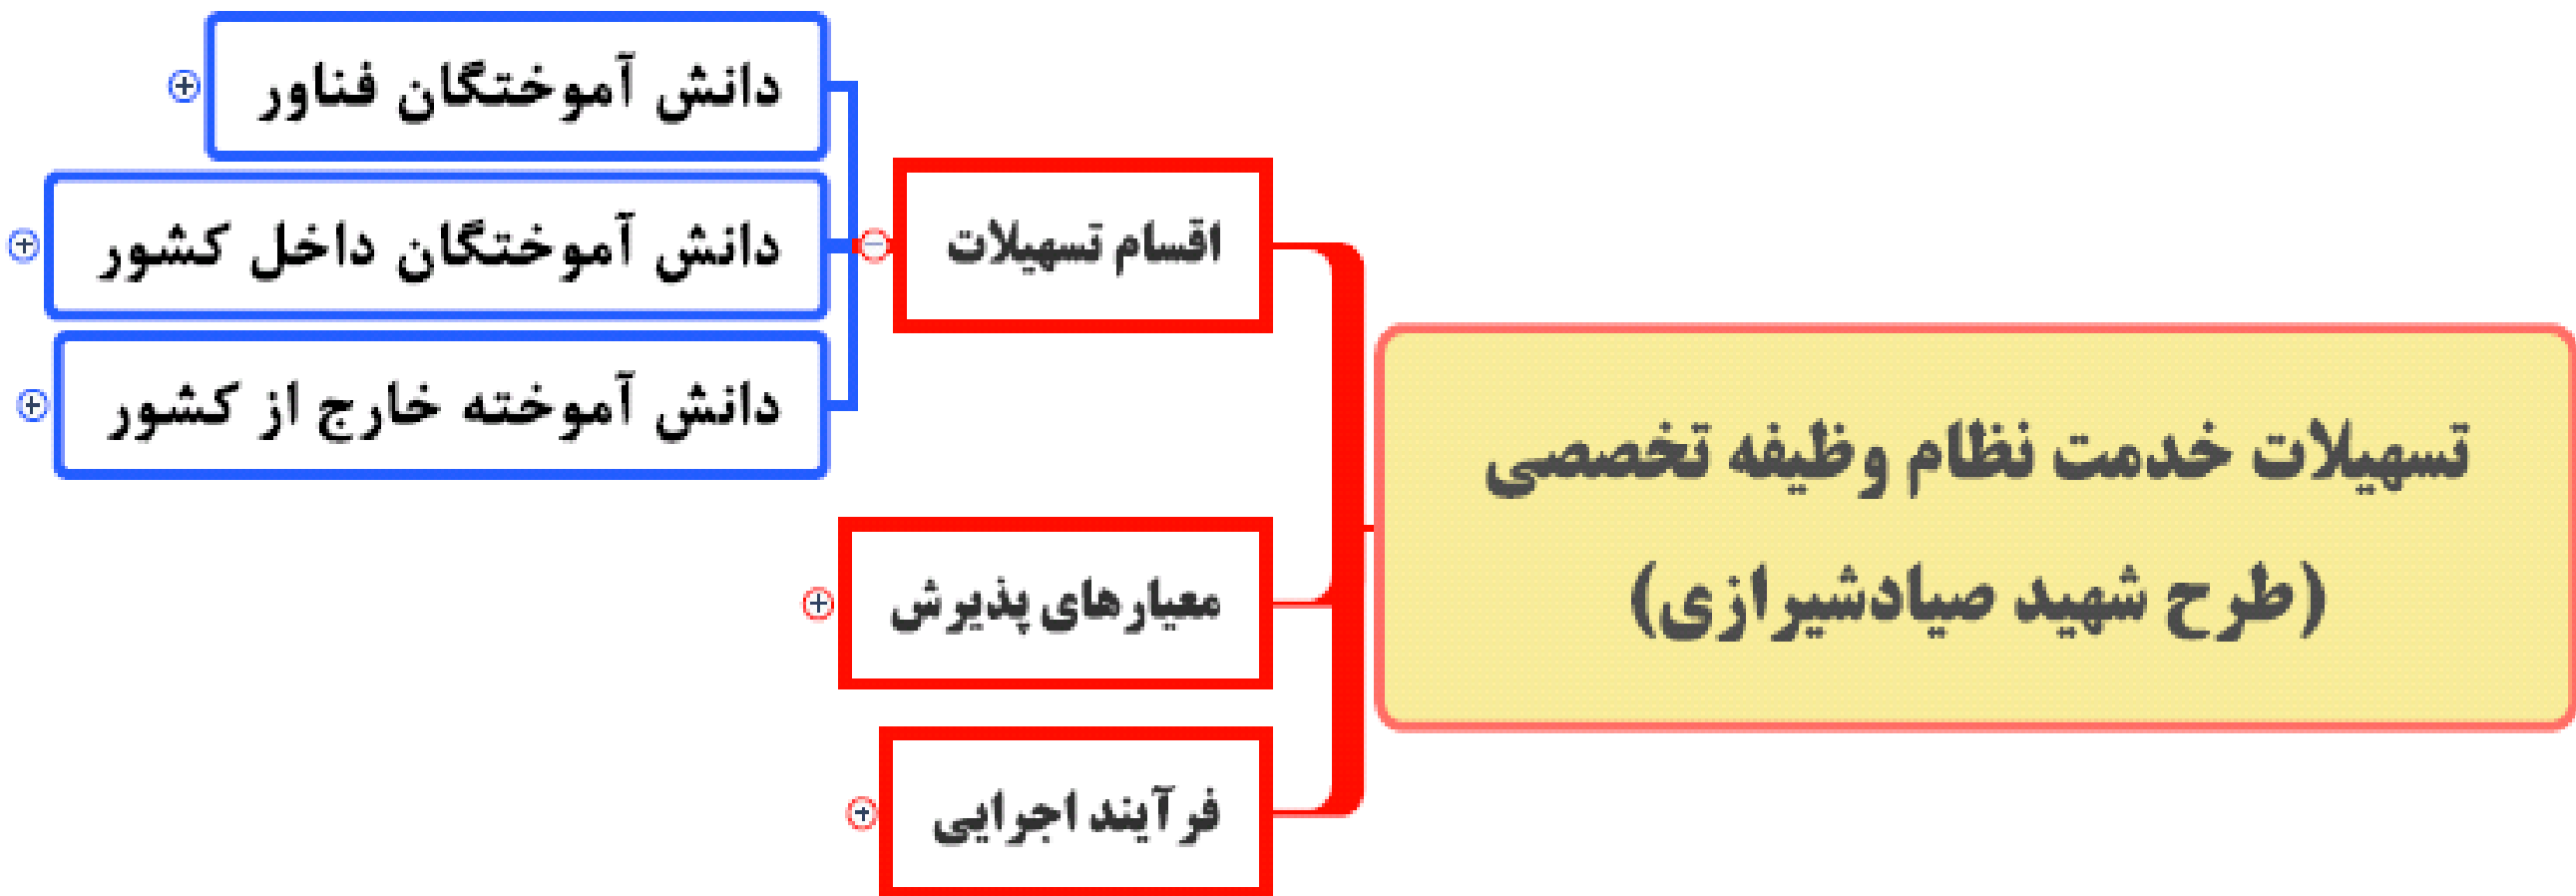 تسهیلات خدمت نظام وظیفه تخصصی
(طرح شهید صیادشیرازی)
اقسام تسهیلات
دانش آموختگان فناور
دانش آموختگان داخل کشور
دانش آموخته خارج از کشور
معیارهای پذیرش
فرآیند اجرایی